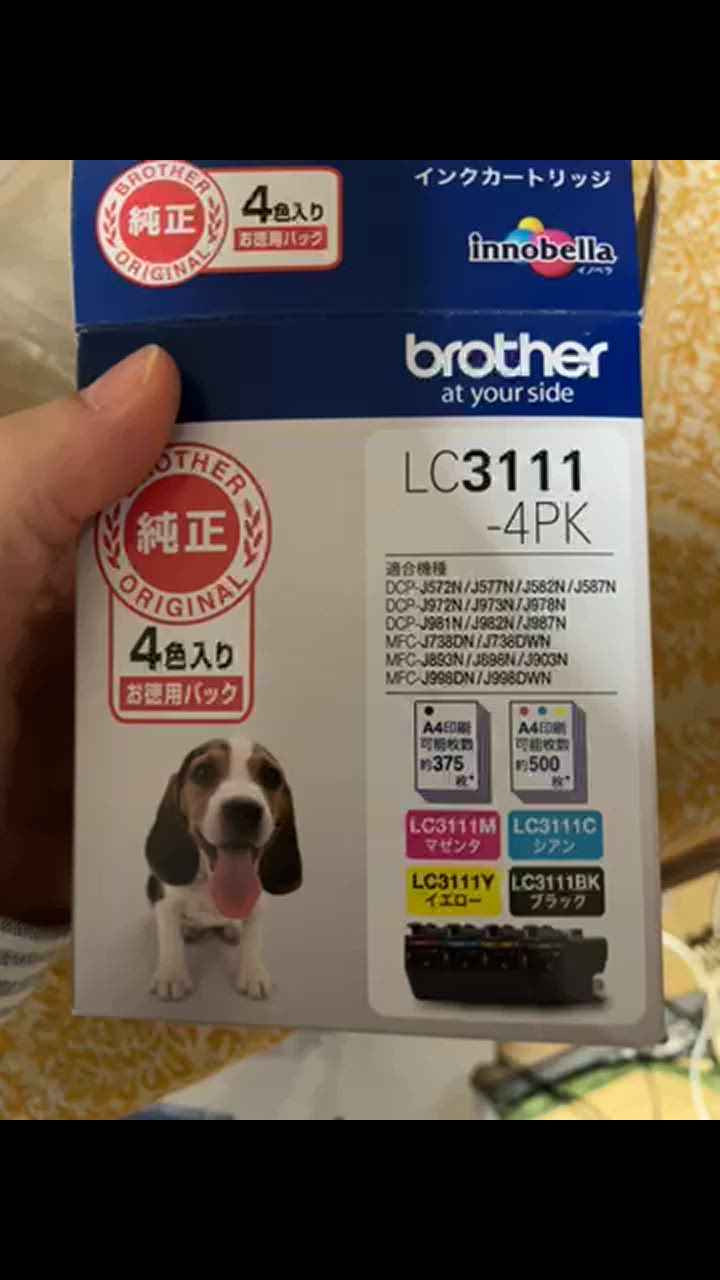 BROTHER
純正
ORIGINAL
4色入り
お徳用パック
インクカートリッジ
innobella
イノベラ
brother
at your side
BROTHER
純正
ORIGINAL
4色入り
お徳用パック
LC3111
-4PK
適合機種
DCP-J572N/J577N/J582N/J587N
DCP-J972N/J973N/J978N
DCP-J981N/J982N/J987N
MFC-J738DN/J738DWN
MFC-J893N/J898N/J903N
MFC-J998DN/J998DWN
A4印刷
可能枚数
約375
枚*
A4印刷
可能枚数
約500
枚*
LC3111M
マゼンタ
LC3111C
シアン
LC3111Y
イエロー
LC3111BK
ブラック